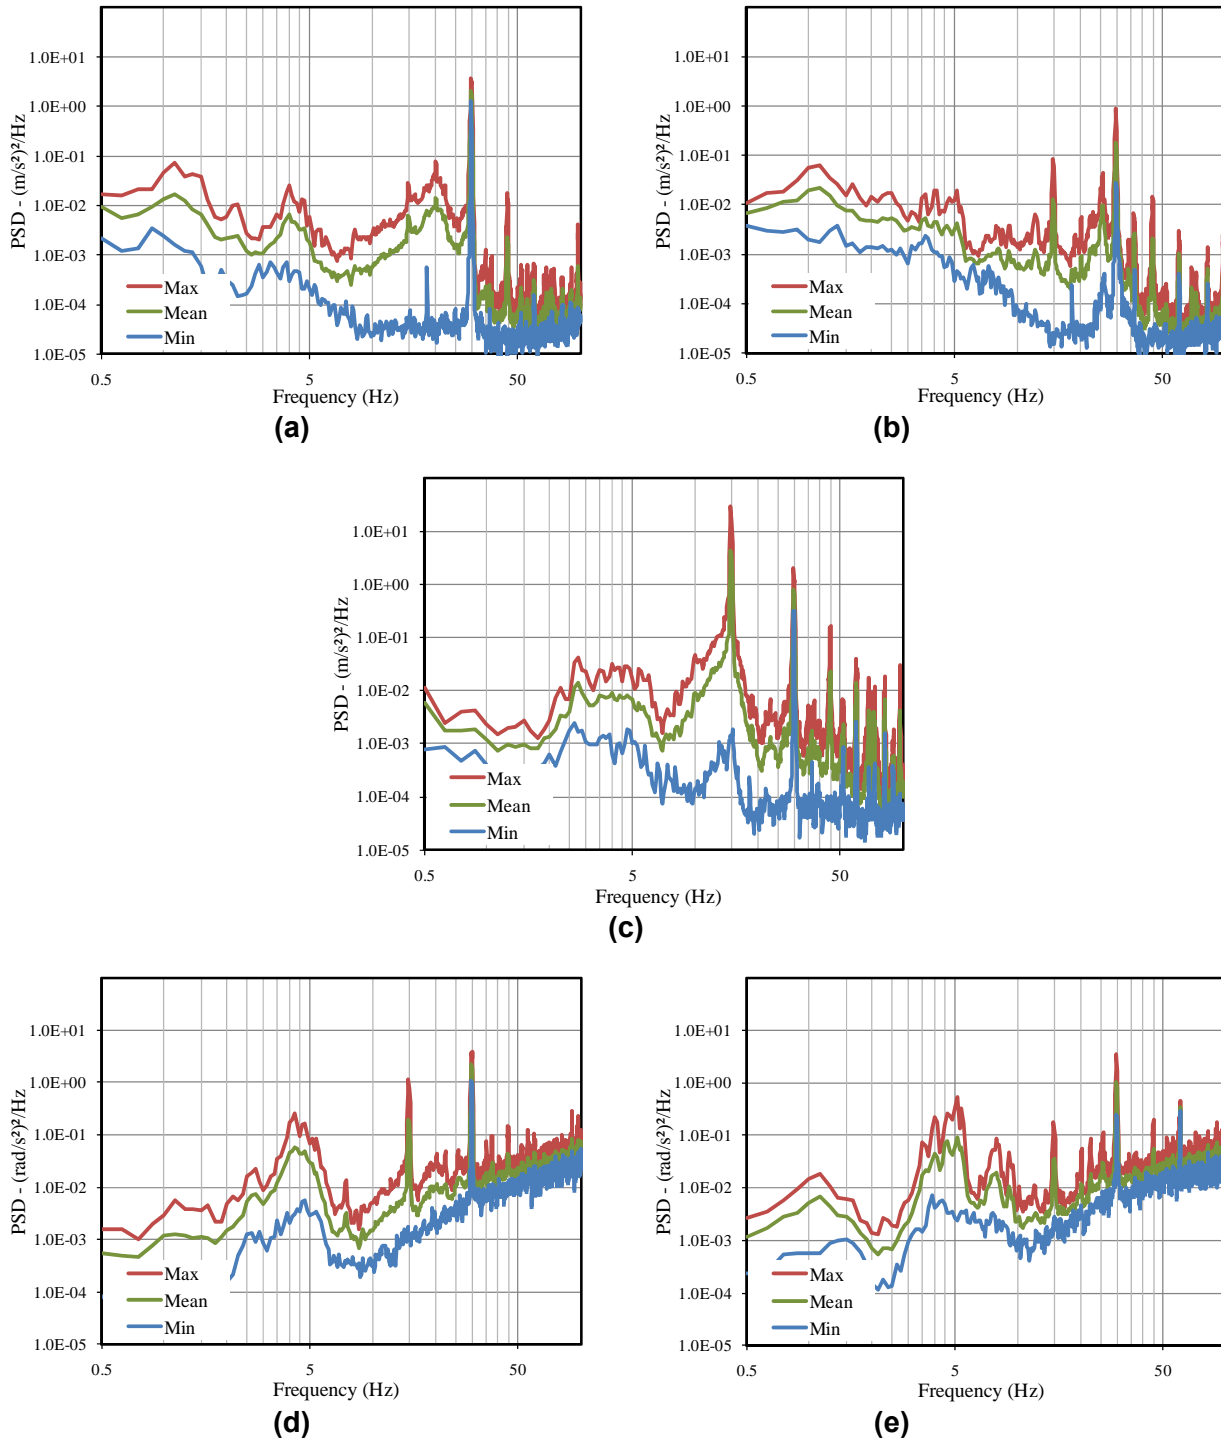 PSD - (m/s²)²/Hz
1.0E+01
1.0E+00
1.0E-01
1.0E-02
1.0E-03
1.0E-04
1.0E-05
Max
Mean
Min
0.5 5 50
Frequency (Hz)
(a)
PSD - (m/s²)²/Hz
1.0E+01
1.0E+00
1.0E-01
1.0E-02
1.0E-03
1.0E-04
1.0E-05
Max
Mean
Min
0.5 5 50
Frequency (Hz)
(b)
PSD - (m/s²)²/Hz
1.0E+01
1.0E+00
1.0E-01
1.0E-02
1.0E-03
1.0E-04
1.0E-05
Max
Mean
Min
0.5 5 50
Frequency (Hz)
(c)
PSD - (rad/s²)²/Hz
1.0E+01
1.0E+00
1.0E-01
1.0E-02
1.0E-03
1.0E-04
1.0E-05
Max
Mean
Min
0.5 5 50
Frequency (Hz)
(d)
PSD - (rad/s²)²/Hz
1.0E+01
1.0E+00
1.0E-01
1.0E-02
1.0E-03
1.0E-04
1.0E-05
Max
Mean
Min
0.5 5 50
Frequency (Hz)
(e)